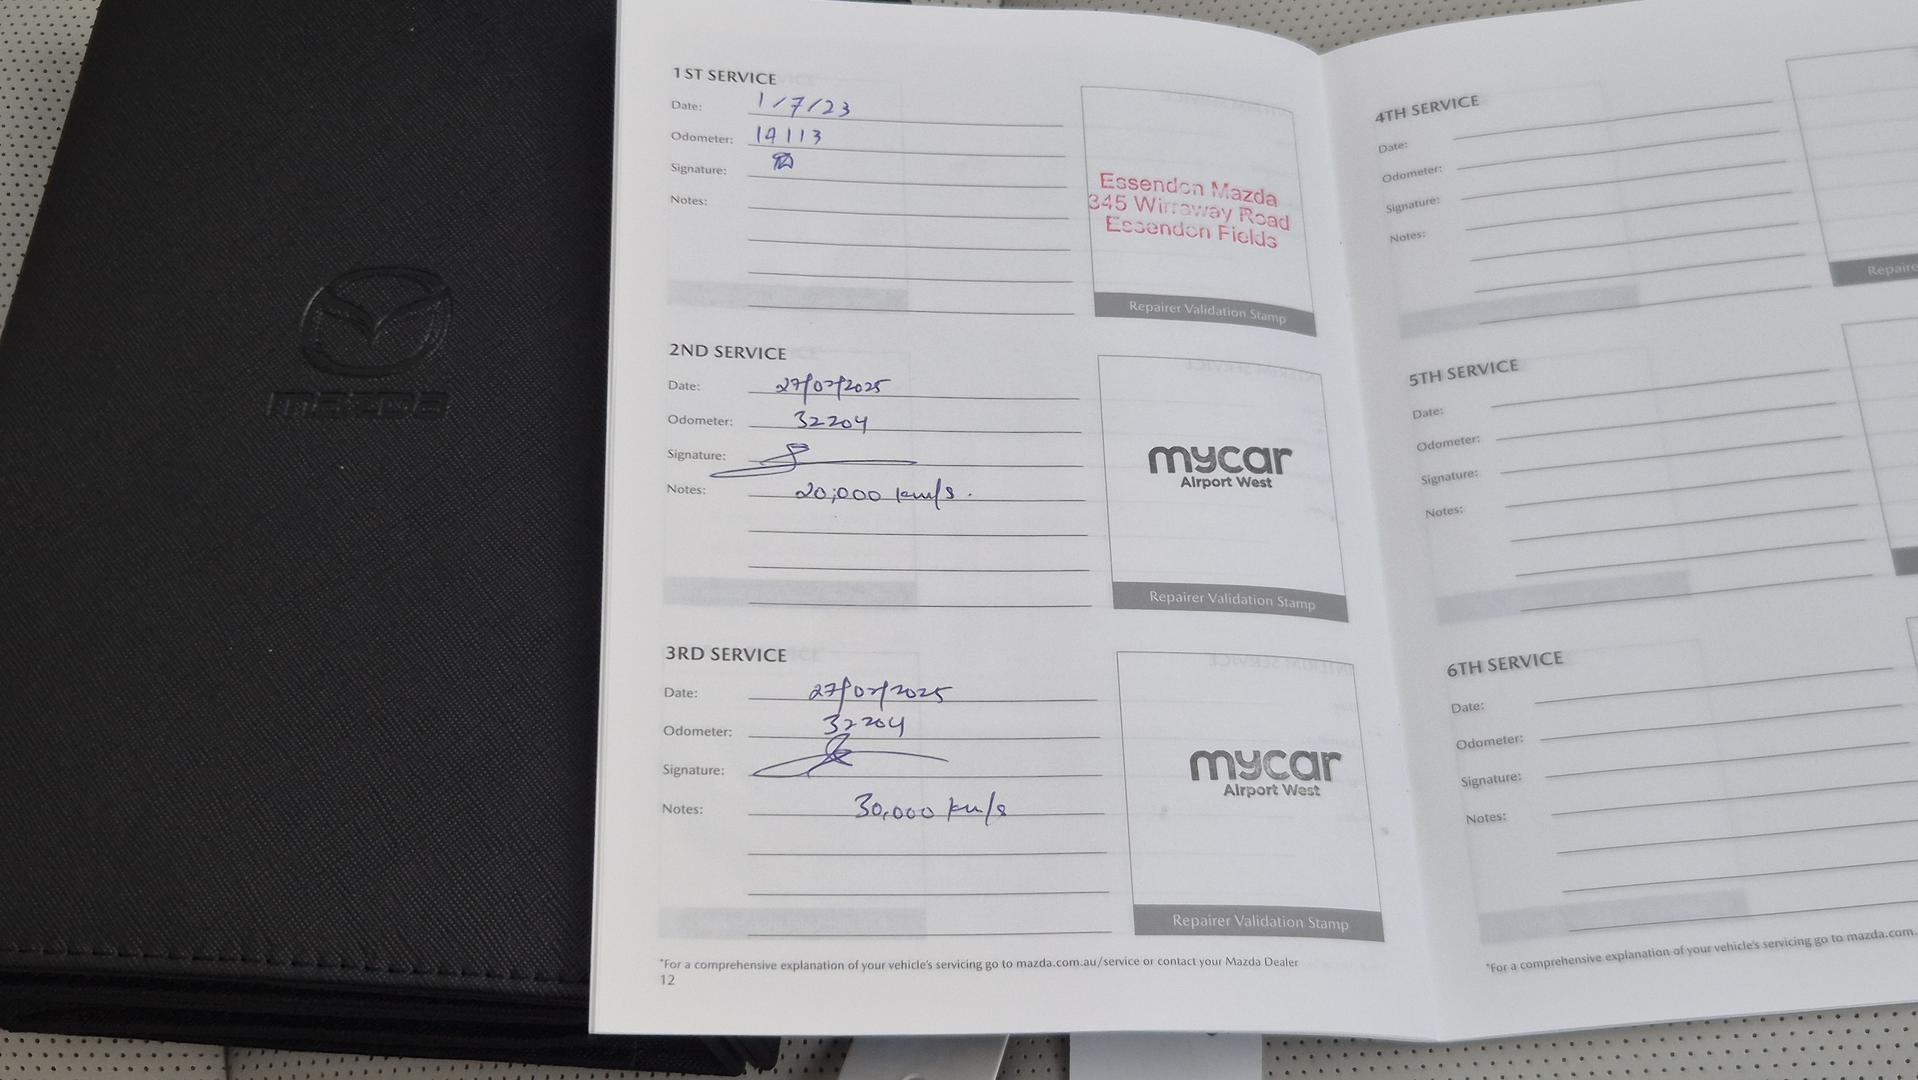 mazda
1ST SERVICE
Date: 1/7/23
Odometer: 14113
Signature:
Notes:
Essendon Mazda
345 Wirraway Road
Essendon Fields
Repairer Validation Stamp
2ND SERVICE
Date: 27/02/2025
Odometer: 32204
Signature:
Notes: 20,000 km/s.
mycar
Airport West
Repairer Validation Stamp
3RD SERVICE
Date: 27/02/2025
Odometer: 32204
Signature:
Notes: 30,000 km/s
mycar
Airport West
Repairer Validation Stamp
*For a comprehensive explanation of your vehicle's servicing go to mazda.com.au/service or contact your Mazda Dealer
12
4TH SERVICE
Date:
Odometer:
Signature:
Notes:
Repaire
5TH SERVICE
Date:
Odometer:
Signature:
Notes:
6TH SERVICE
Date:
Odometer:
Signature:
Notes:
*For a comprehensive explanation of your vehicle's servicing go to mazda.com.